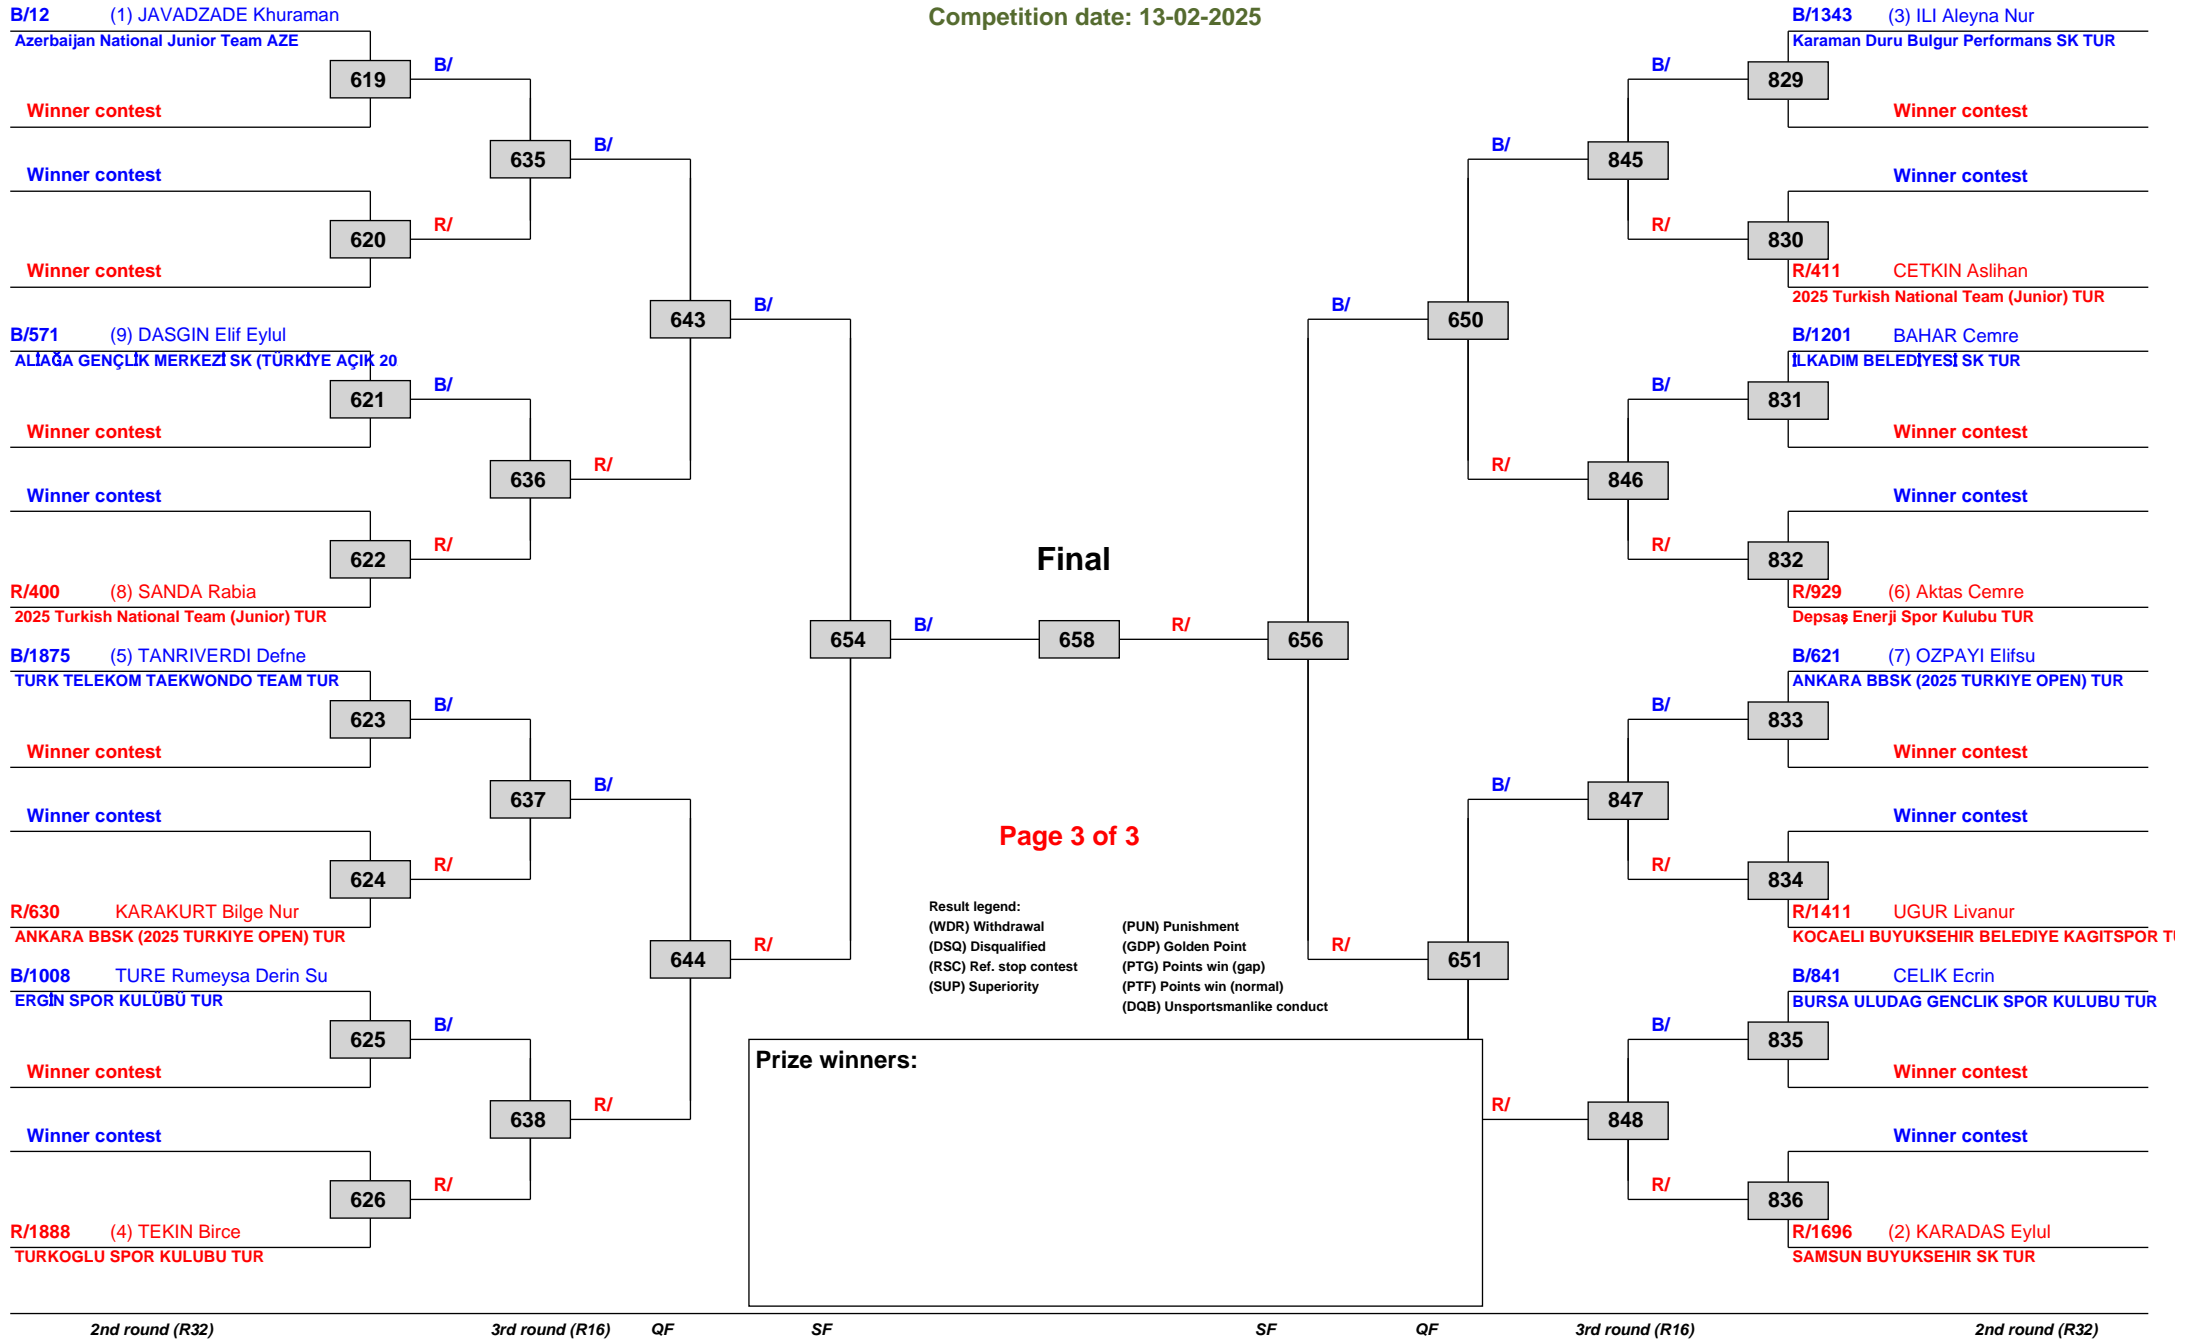 Competition date: 13-02-2025
B/12 (1) JAVADZADE Khuraman
Azerbaijan National Junior Team AZE
619
B/
Winner contest
635
B/
Winner contest
620
R/
Winner contest
643
B/
B/571 (9) DASGIN Elif Eylul
ALİAĞA GENÇLİK MERKEZİ SK (TÜRKİYE AÇIK 20
621
B/
Winner contest
636
R/
Winner contest
622
R/
R/400 (8) SANDA Rabia
2025 Turkish National Team (Junior) TUR
654
B/
B/1875 (5) TANRIVERDI Defne
TURK TELEKOM TAEKWONDO TEAM TUR
623
B/
Winner contest
637
B/
Winner contest
624
R/
R/630 KARAKURT Bilge Nur
ANKARA BBSK (2025 TURKIYE OPEN) TUR
644
R/
B/1008 TURE Rumeysa Derin Su
ERGİN SPOR KULÜBÜ TUR
625
B/
Winner contest
638
R/
Winner contest
626
R/
R/1888 (4) TEKIN Birce
TURKOGLU SPOR KULUBU TUR
Final
658
R/
656
Page 3 of 3
Result legend:
(WDR) Withdrawal (PUN) Punishment
(DSQ) Disqualified (GDP) Golden Point
(RSC) Ref. stop contest (PTG) Points win (gap)
(SUP) Superiority (PTF) Points win (normal)
(DQB) Unsportsmanlike conduct
Prize winners:
B/1343 (3) ILI Aleyna Nur
Karaman Duru Bulgur Performans SK TUR
B/
829
Winner contest
B/
845
Winner contest
R/
830
R/411 CETKIN Aslihan
2025 Turkish National Team (Junior) TUR
B/
650
B/1201 BAHAR Cemre
İLKADIM BELEDİYESİ SK TUR
B/
831
Winner contest
R/
846
Winner contest
R/
832
R/929 (6) Aktas Cemre
Depsaş Enerji Spor Kulubu TUR
B/621 (7) OZPAYI Elifsu
ANKARA BBSK (2025 TURKIYE OPEN) TUR
B/
833
Winner contest
B/
847
Winner contest
R/
834
R/1411 UGUR Livanur
KOCAELI BUYUKSEHIR BELEDIYE KAGITSPOR TU
R/
651
B/841 CELIK Ecrin
BURSA ULUDAG GENCLIK SPOR KULUBU TUR
B/
835
Winner contest
R/
848
Winner contest
R/
836
R/1696 (2) KARADAS Eylul
SAMSUN BUYUKSEHIR SK TUR
2nd round (R32) 3rd round (R16) QF SF SF QF 3rd round (R16) 2nd round (R32)